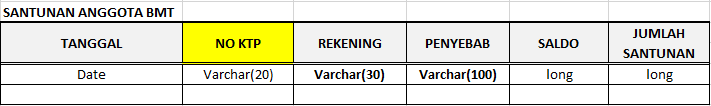 SANTUNAN ANGGOTA BMT
TANGGAL NO KTP REKENING PENYEBAB SALDO JUMLAH SANTUNAN
Date Varchar(20) Varchar(30) Varchar(100) long long